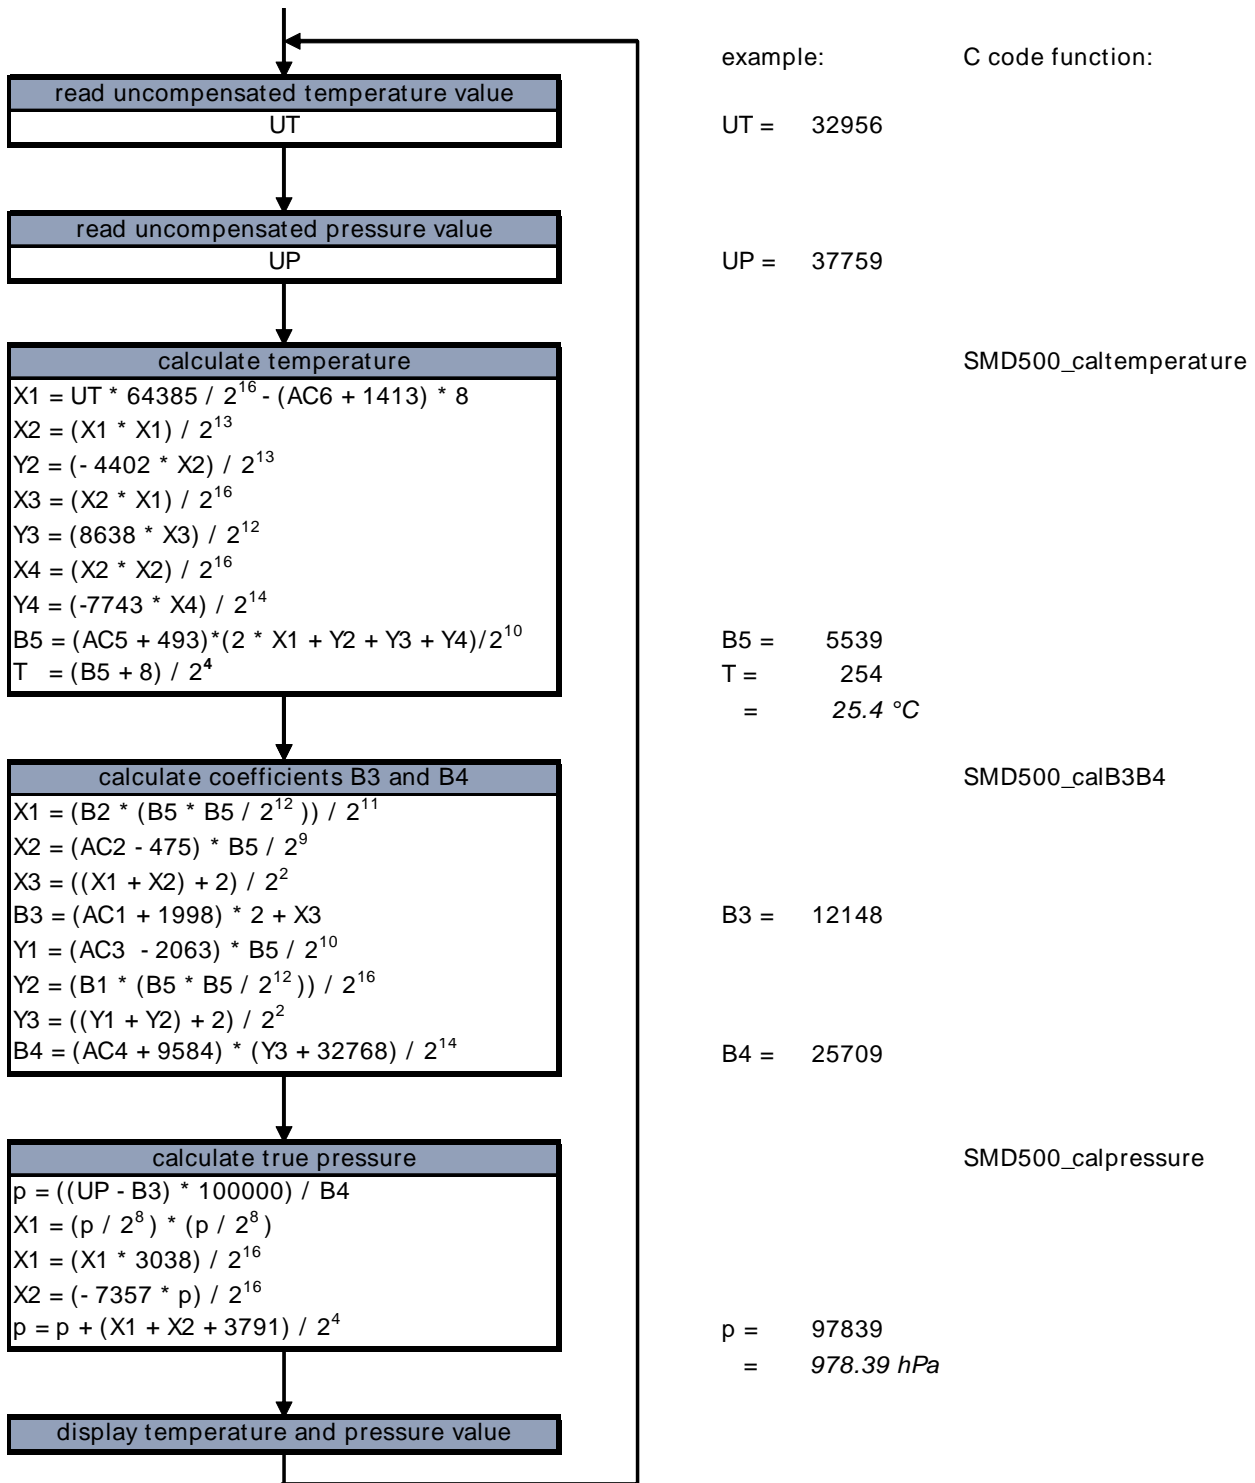 example: C code function:
read uncompensated temperature value
UT
UT = 32956
read uncompensated pressure value
UP
UP = 37759
calculate temperature
SMD500_caltemperature
X1 = UT * 64385 / 2^16 - (AC6 + 1413) * 8
X2 = (X1 * X1) / 2^13
Y2 = (- 4402 * X2) / 2^13
X3 = (X2 * X1) / 2^16
Y3 = (8638 * X3) / 2^12
X4 = (X2 * X2) / 2^16
Y4 = (-7743 * X4) / 2^14
B5 = (AC5 + 493)*(2 * X1 + Y2 + Y3 + Y4)/2^10
B5 = 5539
T = (B5 + 8) / 2^4
T = 254
= 25.4 °C
calculate coefficients B3 and B4
SMD500_calB3B4
X1 = (B2 * (B5 * B5 / 2^12 )) / 2^11
X2 = (AC2 - 475) * B5 / 2^9
X3 = ((X1 + X2) + 2) / 2^2
B3 = (AC1 + 1998) * 2 + X3
B3 = 12148
Y1 = (AC3 - 2063) * B5 / 2^10
Y2 = (B1 * (B5 * B5 / 2^12 )) / 2^16
Y3 = ((Y1 + Y2) + 2) / 2^2
B4 = (AC4 + 9584) * (Y3 + 32768) / 2^14
B4 = 25709
calculate true pressure
SMD500_calpressure
p = ((UP - B3) * 100000) / B4
X1 = (p / 2^8 ) * (p / 2^8 )
X1 = (X1 * 3038) / 2^16
X2 = (- 7357 * p) / 2^16
p = p + (X1 + X2 + 3791) / 2^4
p = 97839
= 978.39 hPa
display temperature and pressure value